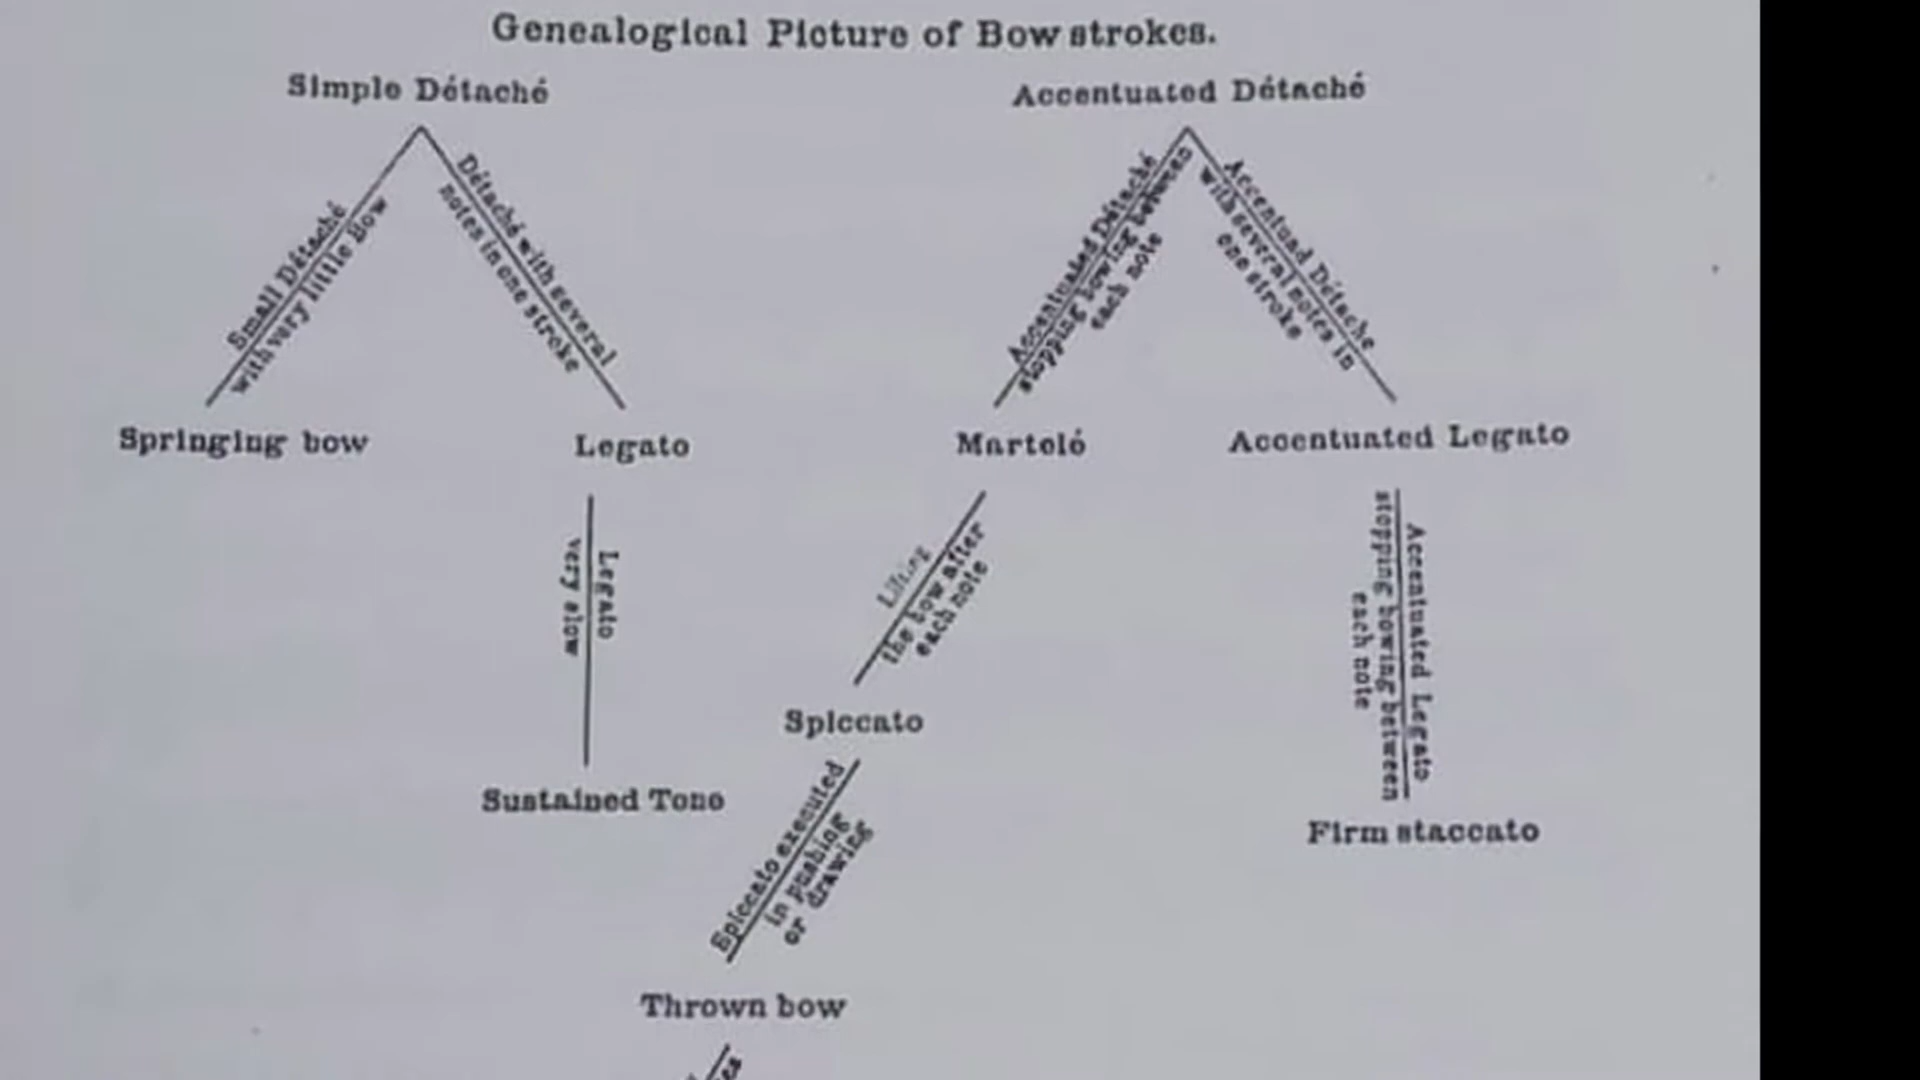 Genealogical Picture of Bow strokes.
Simple Détaché
Accentuated Détaché
Small Détaché
with very little Bow
Détaché with several
notes in one stroke
Accentuated Détaché
stopping bowing between
each note
Accentuad Détache
with several notes in
one stroke
Springing bow
Legato
Martelé
Accentuated Legato
Legato
very slow
Lifting
the bow after
each note
Accentuated Legato
stopping bowing between
each note
Spiccato
Sustained Tone
Spiccato executed
in pushing
or drawing
Firm staccato
Thrown bow